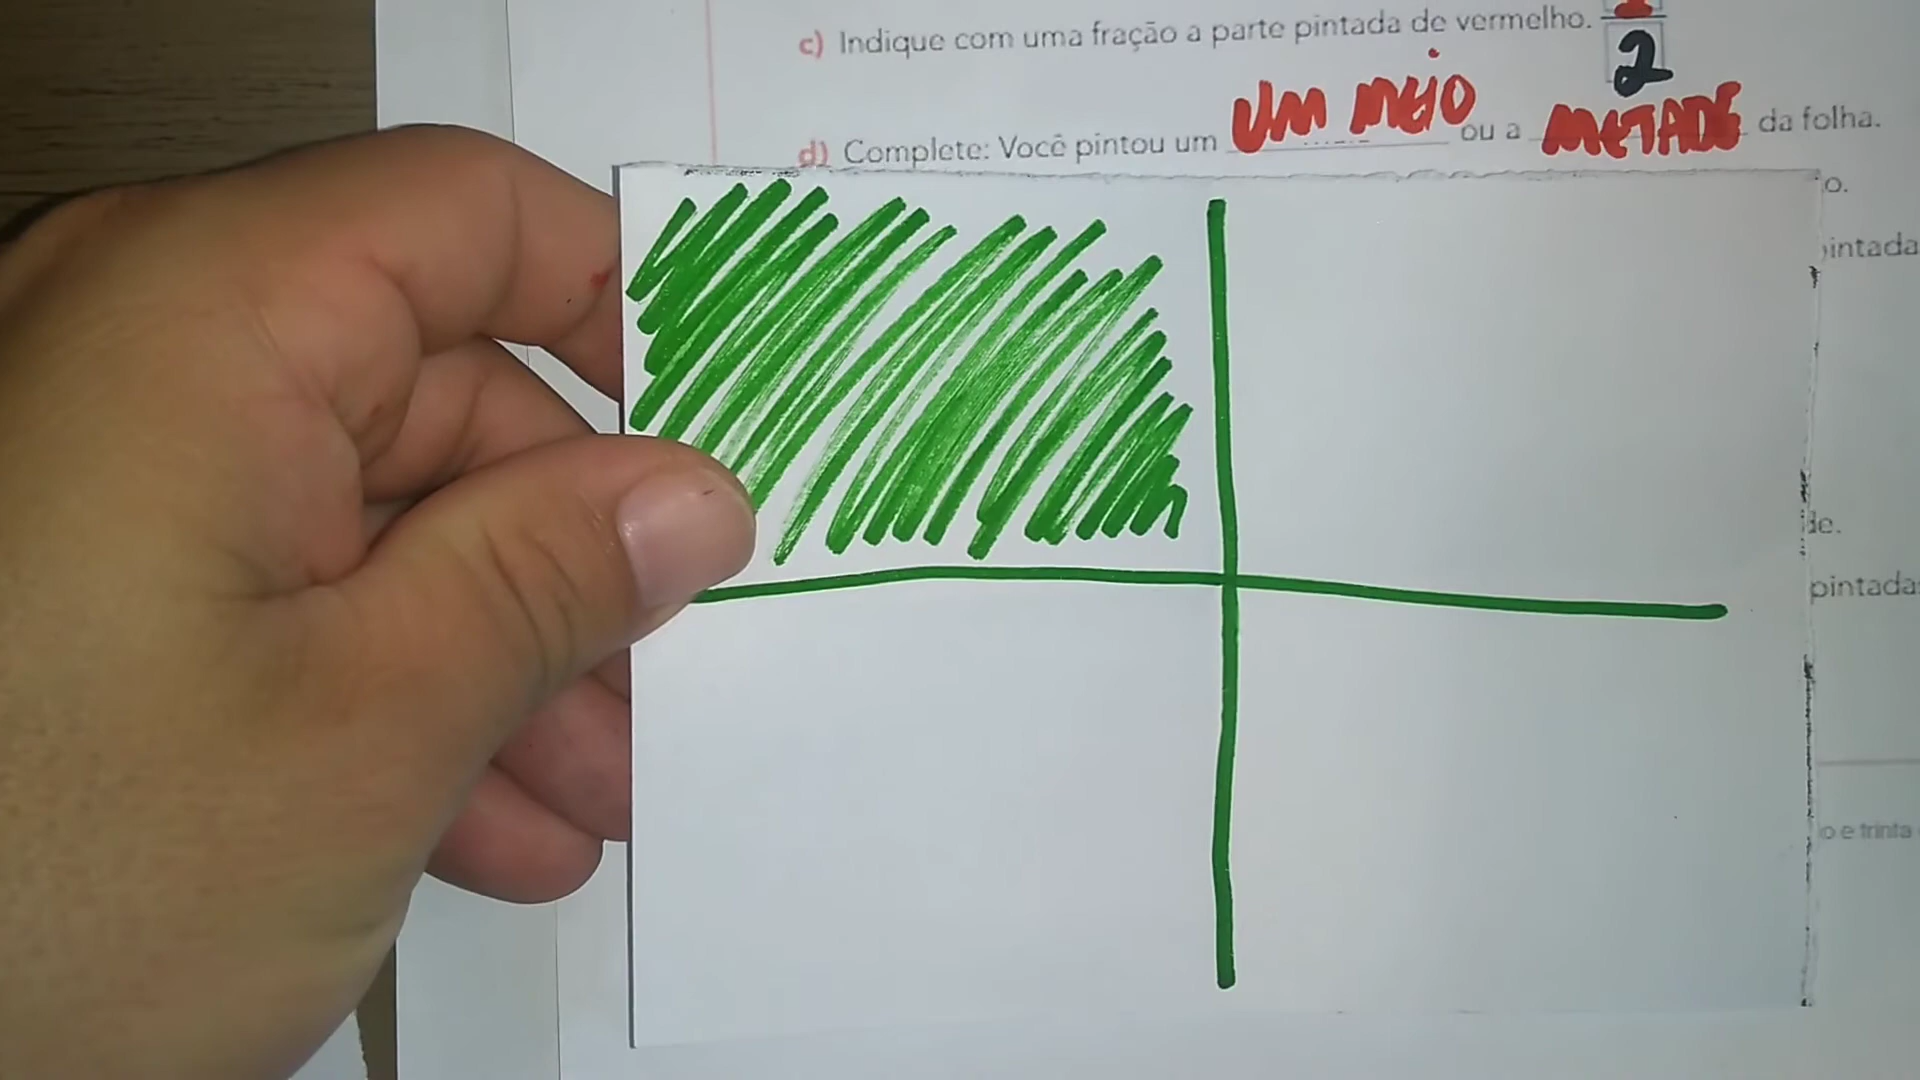 c) Indique com uma fração a parte pintada de vermelho.
2
d) Complete: Você pintou um UM MEIO ou a METADE da folha.
o.
pintada
de.
pintadas
o e trinta